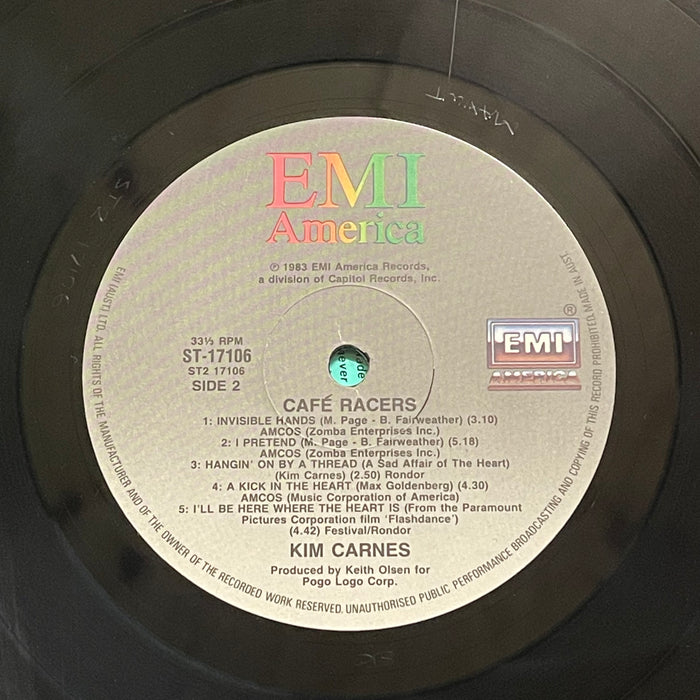 EMI
America
℗ 1983 EMI America Records,
a division of Capitol Records, Inc.
33⅓ RPM
ST-17106
ST2 17106
SIDE 2
®
EMI
AMERICA
CAFÉ RACERS
1: INVISIBLE HANDS (M. Page - B. Fairweather) (3.10)
AMCOS (Zomba Enterprises Inc.)
2: I PRETEND (M. Page - B. Fairweather) (5.18)
AMCOS (Zomba Enterprises Inc.)
3: HANGIN' ON BY A THREAD (A Sad Affair of The Heart)
(Kim Carnes) (2.50) Rondor
4: A KICK IN THE HEART (Max Goldenberg) (4.30)
AMCOS (Music Corporation of America)
5: I'LL BE HERE WHERE THE HEART IS (From the Paramount
Pictures Corporation film 'Flashdance')
(4.42) Festival/Rondor
KIM CARNES
Produced by Keith Olsen for
Pogo Logo Corp.
EMI (AUST.) LTD. ALL RIGHTS OF THE MANUFACTURER AND OF THE OWNER OF THE RECORDED WORK RESERVED. UNAUTHORISED PUBLIC PERFORMANCE BROADCASTING AND COPYING OF THIS RECORD PROHIBITED. MADE IN AUST.
never